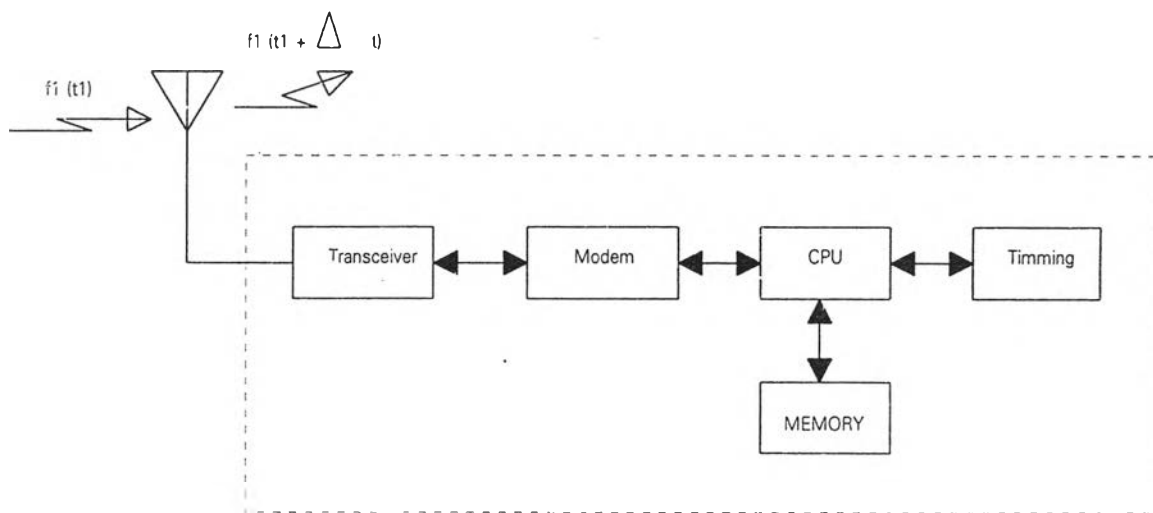 f1 (t1 + Δ t)
f1 (t1)
Transceiver
Modem
CPU
Timming
MEMORY